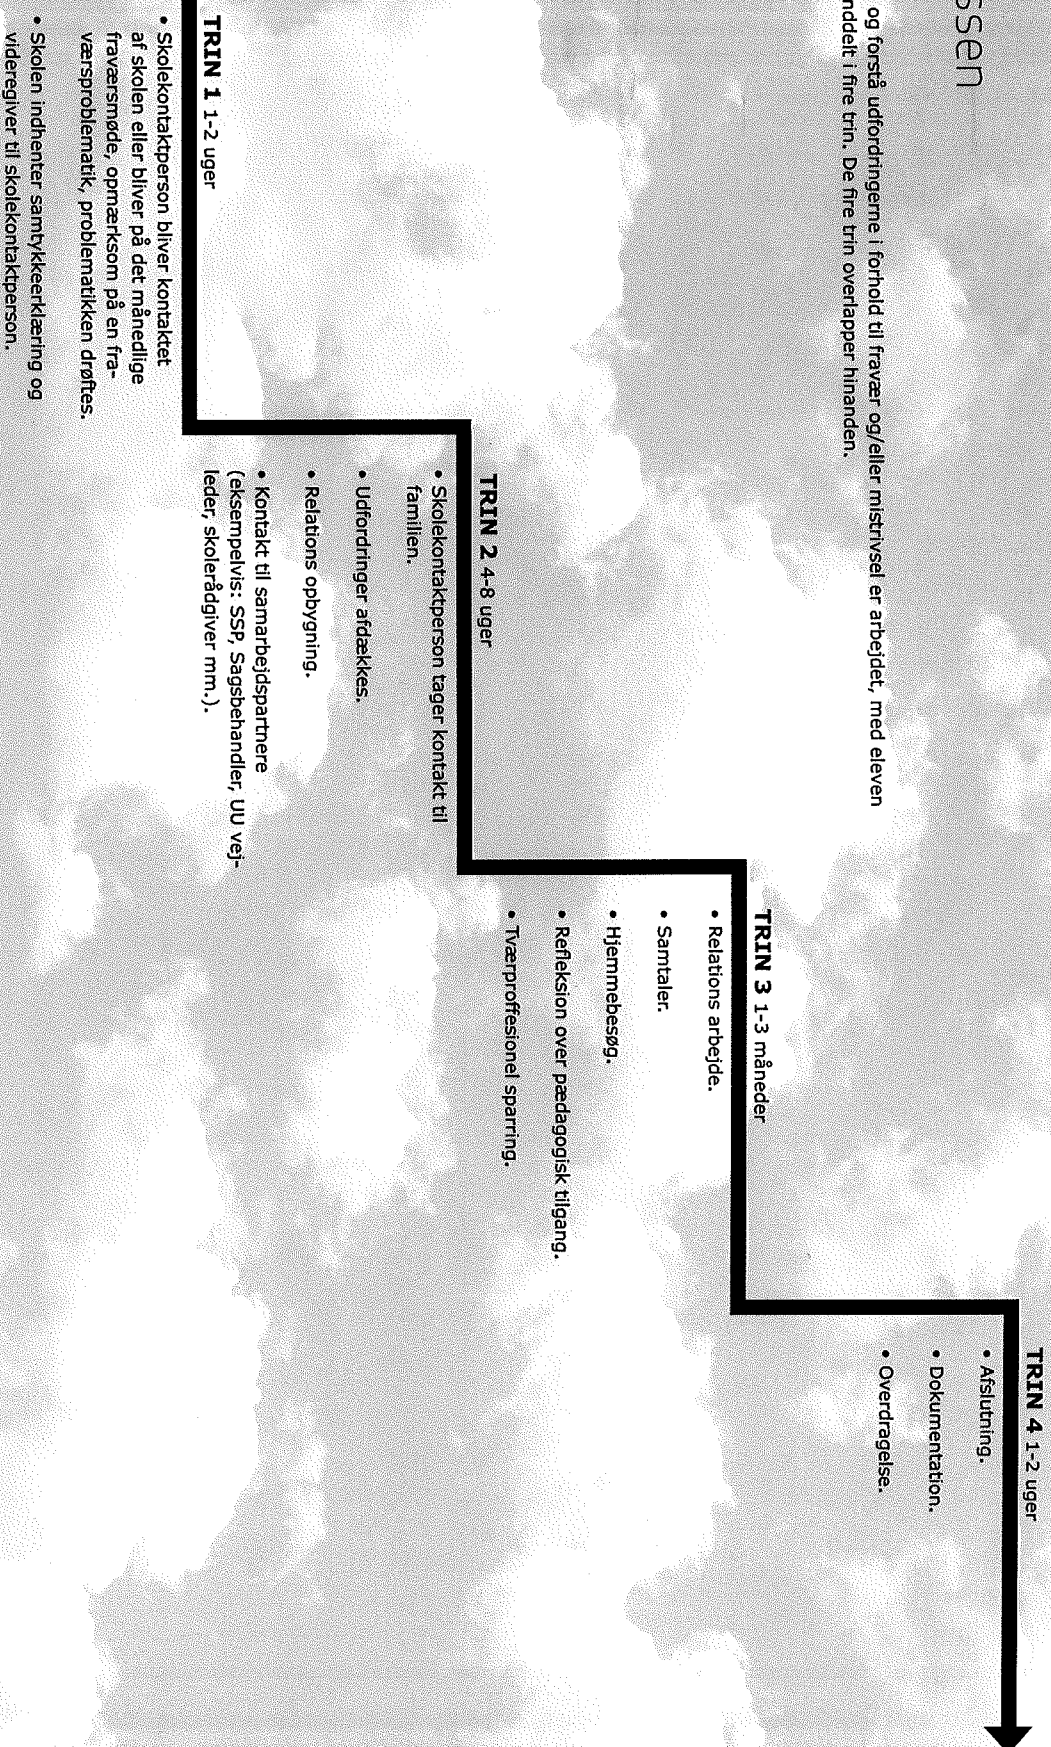 ssen
og forstå udfordringerne i forhold til fravær og/eller mistrivsel er arbejdet, med eleven
nddelt i fire trin. De fire trin overlapper hinanden.
TRIN 1 1-2 uger
• Skolekontaktperson bliver kontaktet
af skolen eller bliver på det månedlige
fraværsmøde, opmærksom på en fra-
værsproblematik, problematikken drøftes.
• Skolen indhenter samtykkeerklæring og
videregiver til skolekontaktperson.
TRIN 2 4-8 uger
• Skolekontaktperson tager kontakt til
familien.
• Udfordringer afdækkes.
• Relations opbygning.
• Kontakt til samarbejdspartnere
(eksempelvis: SSP, Sagsbehandler, UU vej-
leder, skolerådgiver mm.).
TRIN 3 1-3 måneder
• Relations arbejde.
• Samtaler.
• Hjemmebesøg.
• Refleksion over pædagogisk tilgang.
• Tværproffesionel sparring.
TRIN 4 1-2 uger
• Afslutning.
• Dokumentation.
• Overdragelse.